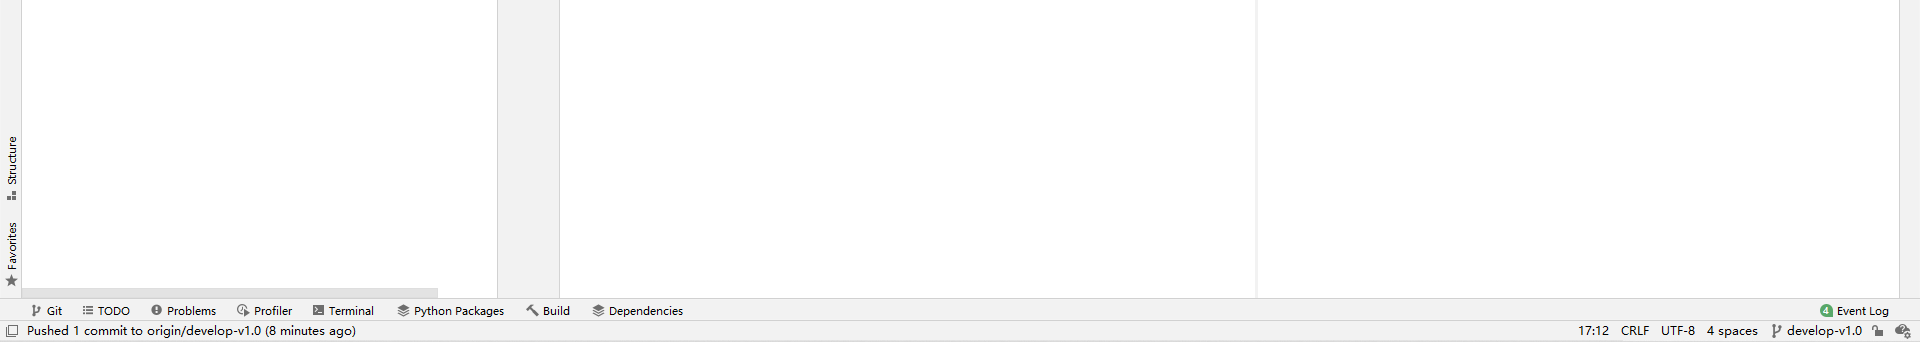 Structure
Favorites
Git TODO Problems Profiler Terminal Python Packages Build Dependencies 4 Event Log
Pushed 1 commit to origin/develop-v1.0 (8 minutes ago) 17:12 CRLF UTF-8 4 spaces develop-v1.0